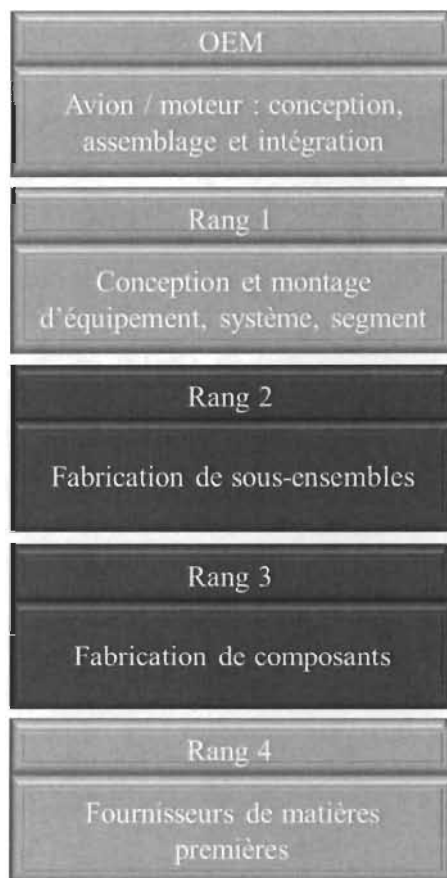 OEM
Avion / moteur : conception,
assemblage et intégration
Rang 1
Conception et montage
d'équipement, système, segment
Rang 2
Fabrication de sous-ensembles
Rang 3
Fabrication de composants
Rang 4
Fournisseurs de matières
premières